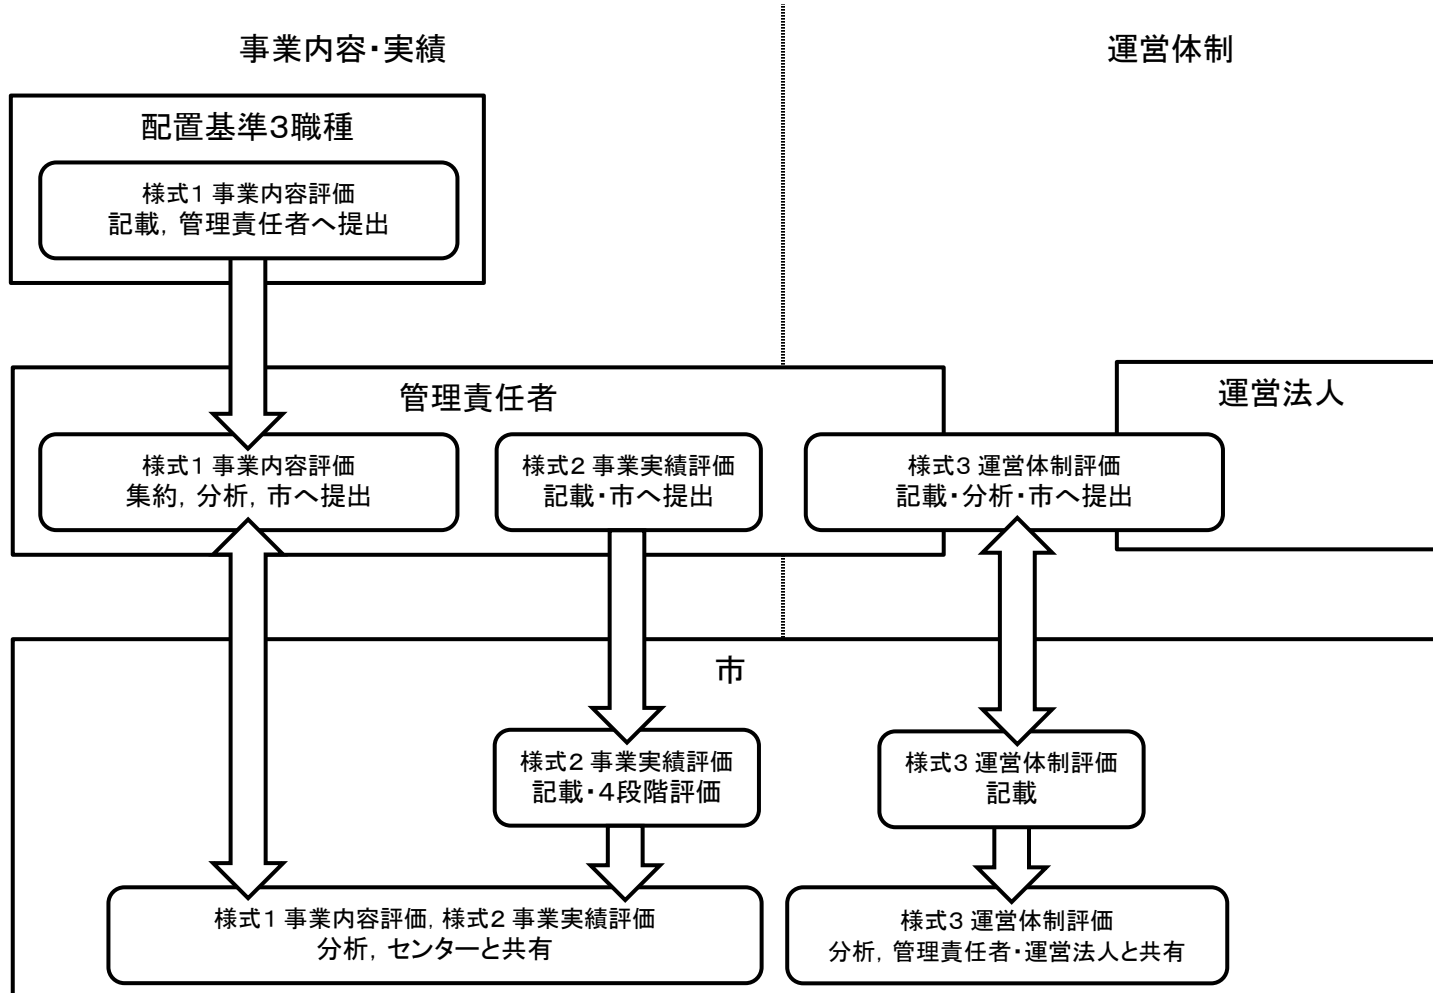 事業内容・実績
運営体制
配置基準3職種
様式1 事業内容評価
記載, 管理責任者へ提出
管理責任者
運営法人
様式1 事業内容評価
集約, 分析, 市へ提出
様式2 事業実績評価
記載・市へ提出
様式3 運営体制評価
記載・分析・市へ提出
市
様式2 事業実績評価
記載・4段階評価
様式3 運営体制評価
記載
様式1 事業内容評価, 様式2 事業実績評価
分析, センターと共有
様式3 運営体制評価
分析, 管理責任者・運営法人と共有